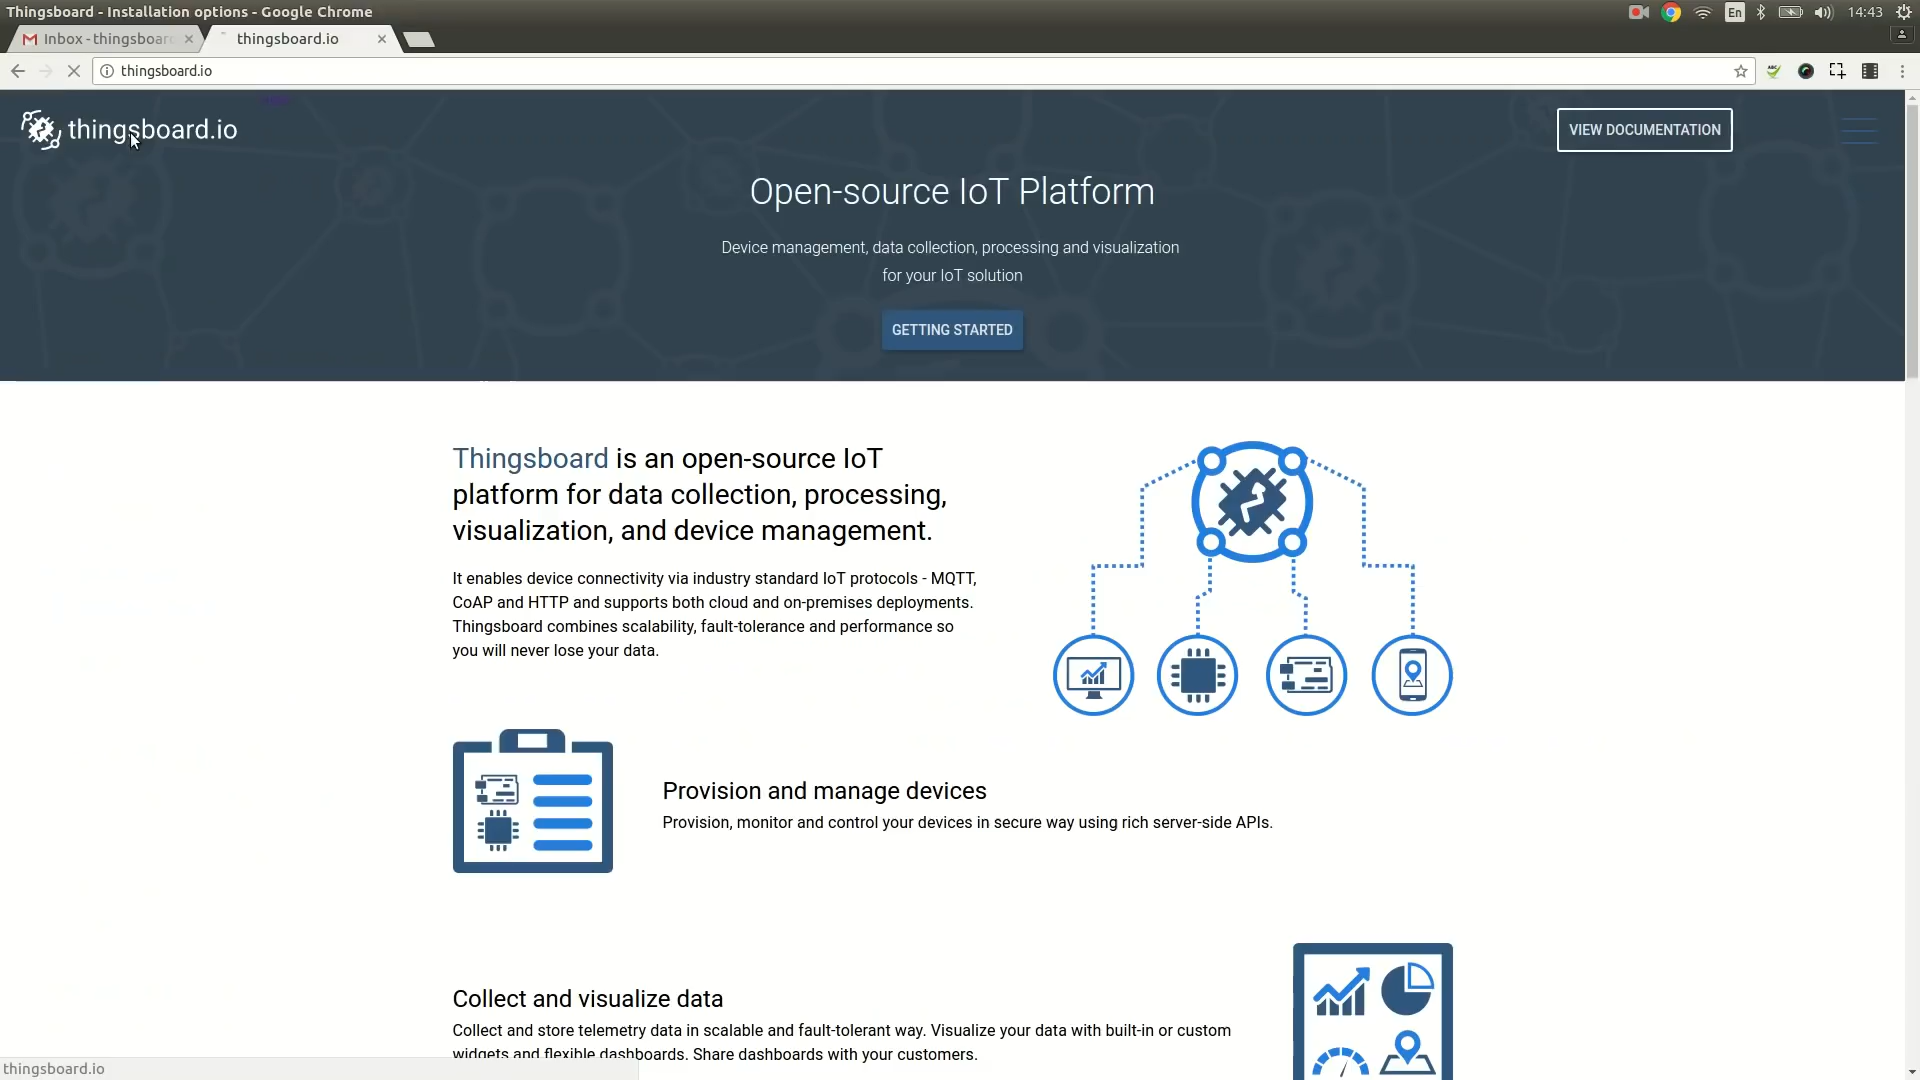 Thingsboard - Installation options - Google Chrome
En
14:43
Inbox - thingsboar
thingsboard.io
thingsboard.io
thingsboard.io
VIEW DOCUMENTATION
Open-source IoT Platform
Device management, data collection, processing and visualization
for your IoT solution
GETTING STARTED
Thingsboard is an open-source IoT
platform for data collection, processing,
visualization, and device management.
It enables device connectivity via industry standard IoT protocols - MQTT,
CoAP and HTTP and supports both cloud and on-premises deployments.
Thingsboard combines scalability, fault-tolerance and performance so
you will never lose your data.
Provision and manage devices
Provision, monitor and control your devices in secure way using rich server-side APIs.
Collect and visualize data
Collect and store telemetry data in scalable and fault-tolerant way. Visualize your data with built-in or custom
widgets and flexible dashboards. Share dashboards with your customers.
thingsboard.io